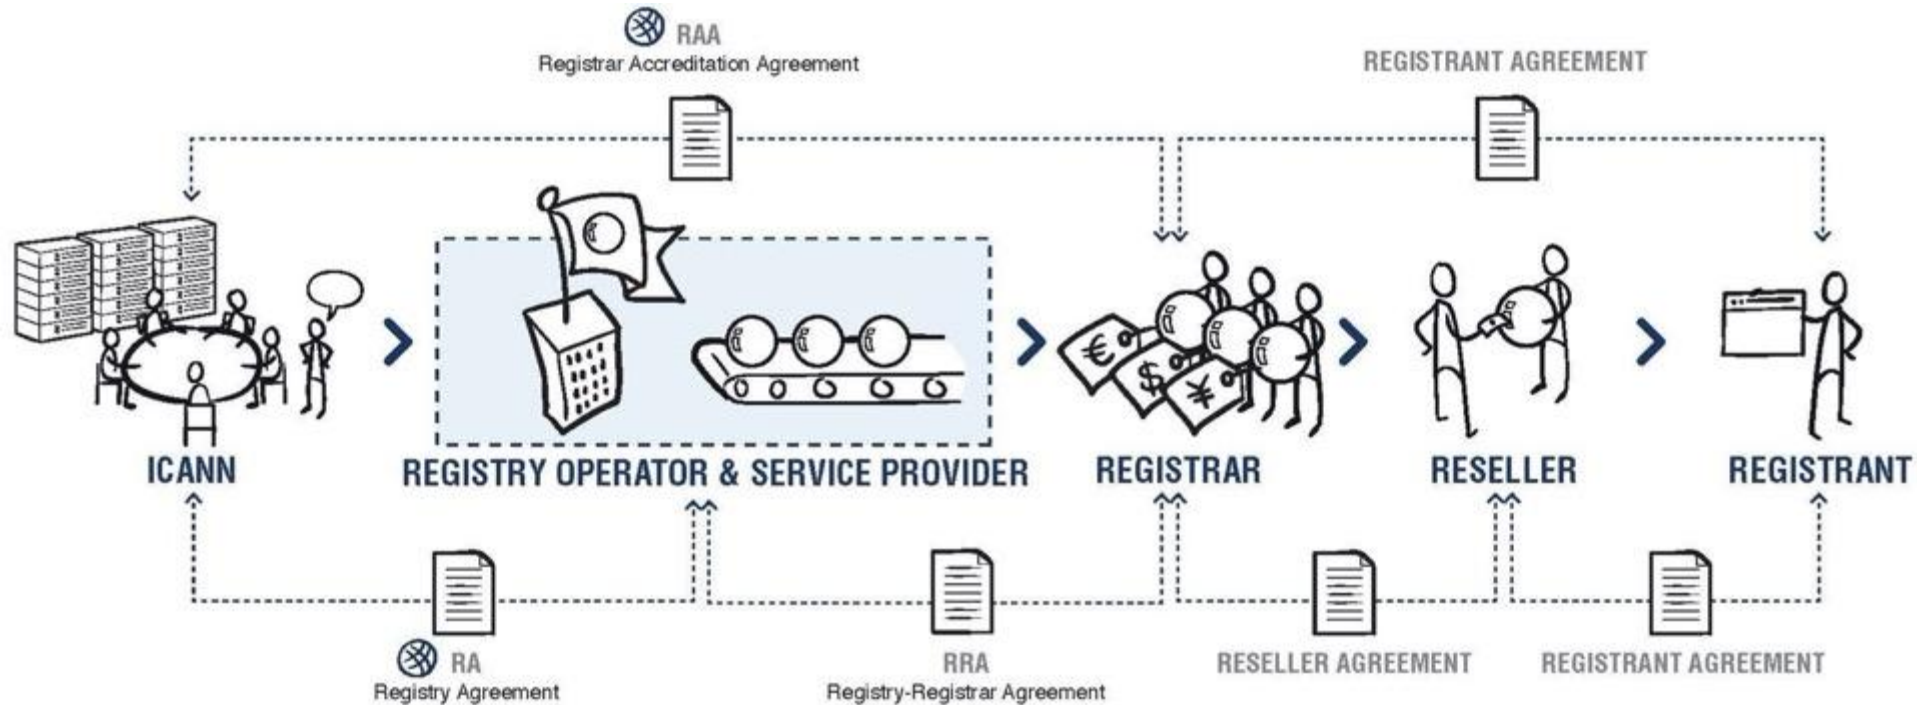 RAA
Registrar Accreditation Agreement
REGISTRANT AGREEMENT
€
$
¥
ICANN
REGISTRY OPERATOR & SERVICE PROVIDER
REGISTRAR
RESELLER
REGISTRANT
RA
Registry Agreement
RRA
Registry-Registrar Agreement
RESELLER AGREEMENT
REGISTRANT AGREEMENT